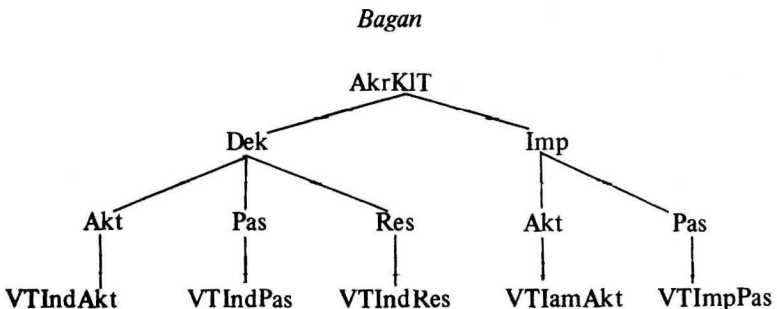 Bagan
AkrKlT
Dek Imp
Akt Pas Res Akt Pas
VTIndAkt VTIndPas VTIndRes VTIamAkt VTImpPas